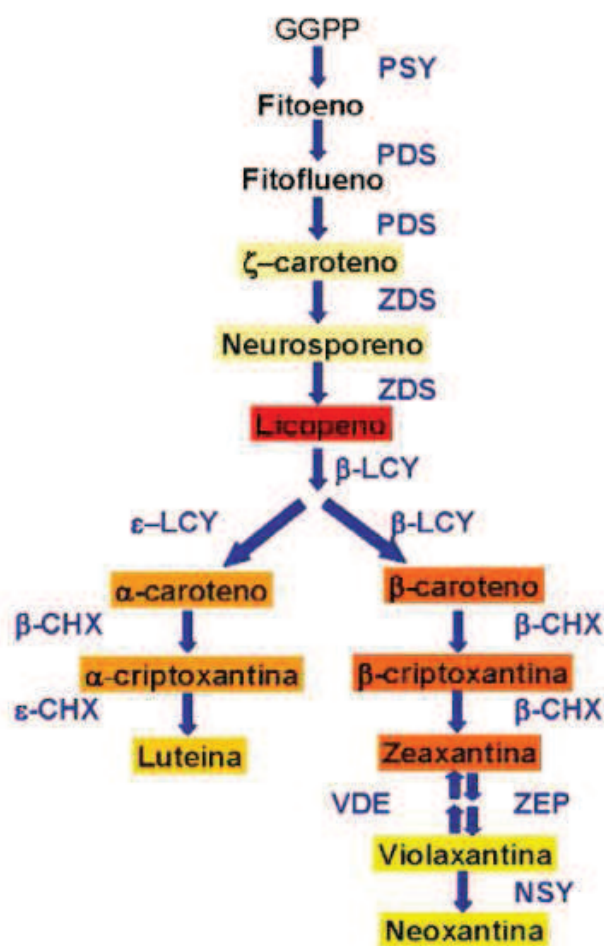 GGPP
PSY
Fitoeno
PDS
Fitoflueno
PDS
ζ–caroteno
ZDS
Neurosporeno
ZDS
Licopeno
β-LCY
ε–LCY β-LCY
α-caroteno β-caroteno
β-CHX β-CHX
α-criptoxantina β-criptoxantina
ε-CHX β-CHX
Luteina Zeaxantina
VDE ZEP
Violaxantina
NSY
Neoxantina